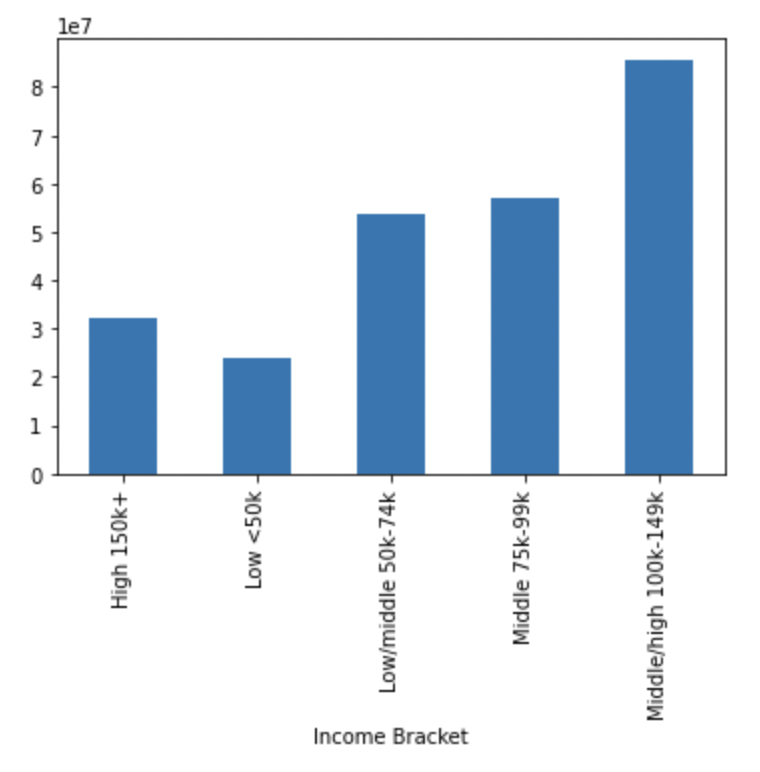 1e7
8
7
6
5
4
3
2
1
0
High 150k+
Low <50k
Low/middle 50k-74k
Middle 75k-99k
Middle/high 100k-149k
Income Bracket